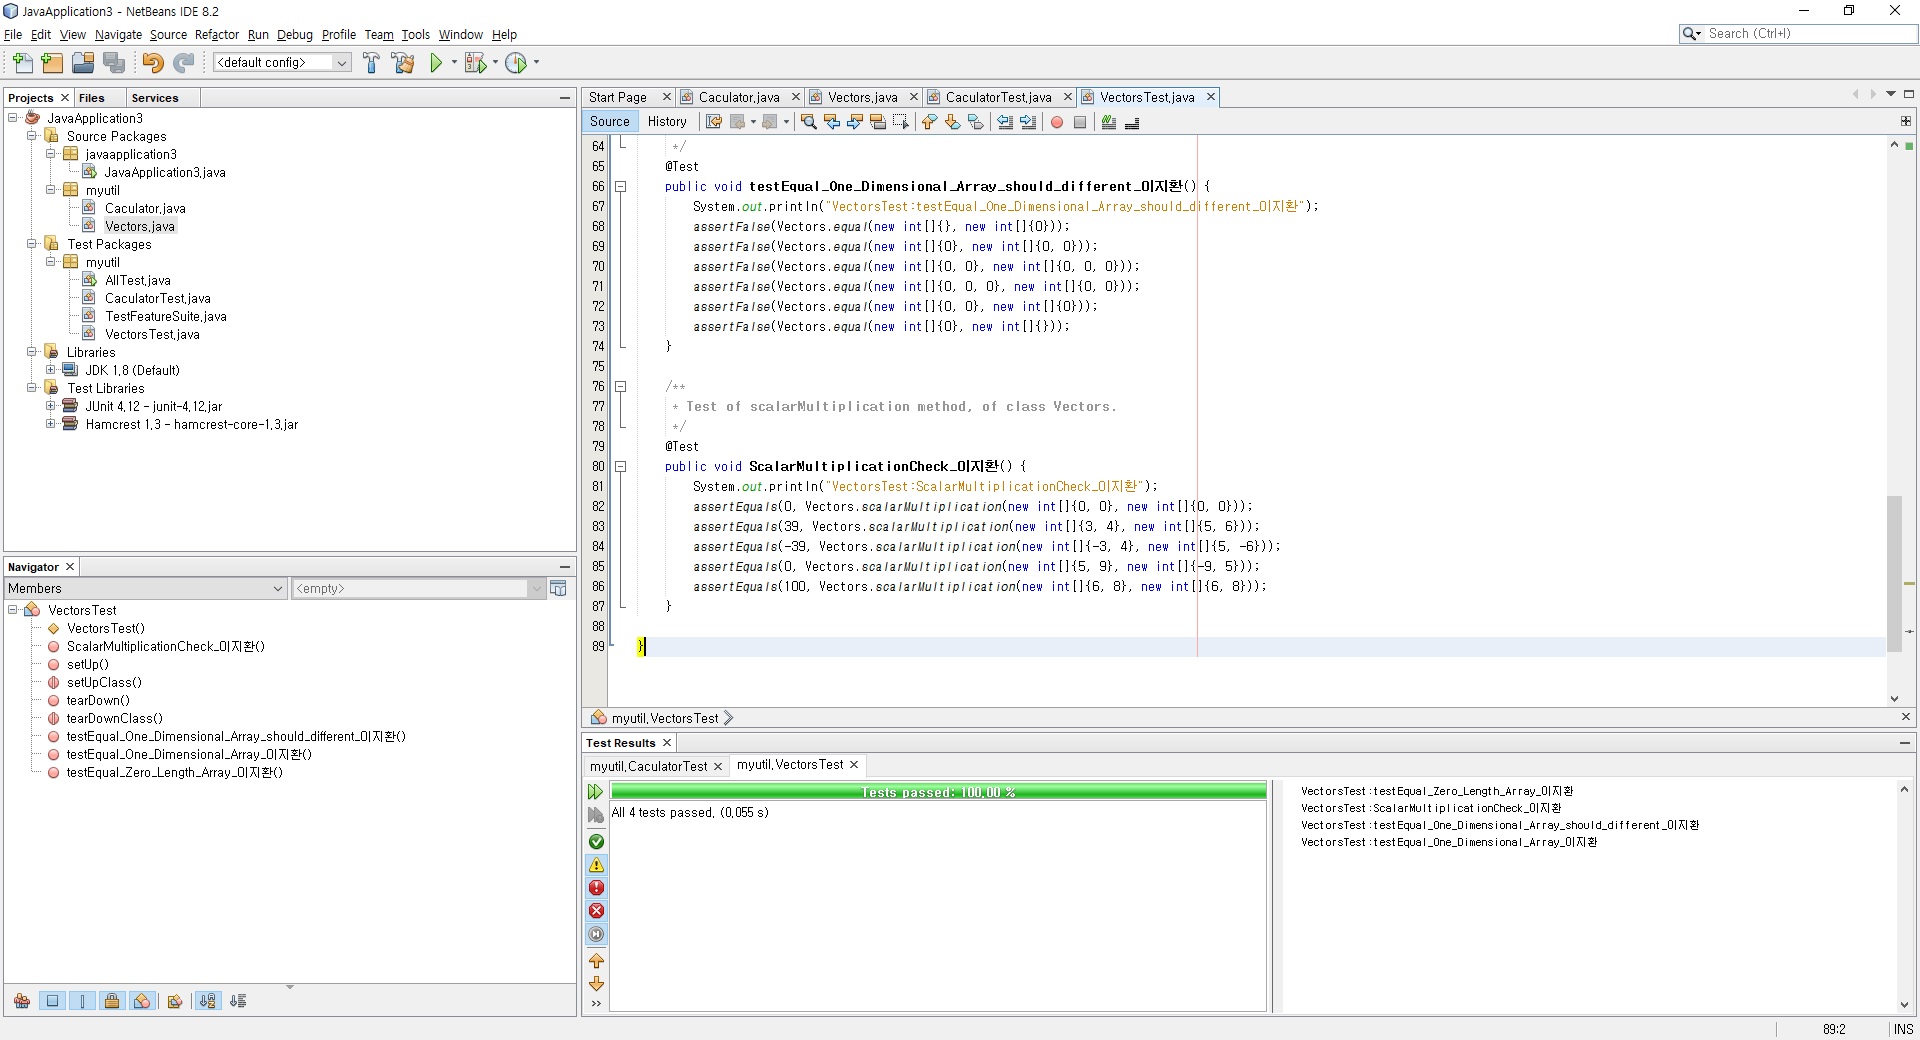 JavaApplication3 - NetBeans IDE 8.2
File Edit View Navigate Source Refactor Run Debug Profile Team Tools Window Help
Search (Ctrl+I)
<default config>
Projects Files Services
JavaApplication3
Source Packages
javaapplication3
JavaApplication3.java
myutil
Caculator.java
Vectors.java
Test Packages
myutil
AllTest.java
CaculatorTest.java
TestFeatureSuite.java
VectorsTest.java
Libraries
JDK 1.8 (Default)
Test Libraries
JUnit 4.12 - junit-4.12.jar
Hamcrest 1.3 - hamcrest-core-1.3.jar
Navigator
Members <empty>
VectorsTest
VectorsTest()
ScalarMultiplicationCheck_이지환()
setUp()
setUpClass()
tearDown()
tearDownClass()
testEqual_One_Dimensional_Array_should_different_이지환()
testEqual_One_Dimensional_Array_이지환()
testEqual_Zero_Length_Array_이지환()
Start Page Caculator.java Vectors.java CaculatorTest.java VectorsTest.java
Source History
64 */
65 @Test
66 public void testEqual_One_Dimensional_Array_should_different_이지환() {
67 System.out.println("VectorsTest:testEqual_One_Dimensional_Array_should_different_이지환");
68 assertFalse(Vectors.equal(new int[]{}, new int[]{0}));
69 assertFalse(Vectors.equal(new int[]{0}, new int[]{0, 0}));
70 assertFalse(Vectors.equal(new int[]{0, 0}, new int[]{0, 0, 0}));
71 assertFalse(Vectors.equal(new int[]{0, 0, 0}, new int[]{0, 0}));
72 assertFalse(Vectors.equal(new int[]{0, 0}, new int[]{0}));
73 assertFalse(Vectors.equal(new int[]{0}, new int[]{}));
74 }
75
76 /**
77 * Test of scalarMultiplication method, of class Vectors.
78 */
79 @Test
80 public void ScalarMultiplicationCheck_이지환() {
81 System.out.println("VectorsTest:ScalarMultiplicationCheck_이지환");
82 assertEquals(0, Vectors.scalarMultiplication(new int[]{0, 0}, new int[]{0, 0}));
83 assertEquals(39, Vectors.scalarMultiplication(new int[]{3, 4}, new int[]{5, 6}));
84 assertEquals(-39, Vectors.scalarMultiplication(new int[]{-3, 4}, new int[]{5, -6}));
85 assertEquals(0, Vectors.scalarMultiplication(new int[]{5, 9}, new int[]{-9, 5}));
86 assertEquals(100, Vectors.scalarMultiplication(new int[]{6, 8}, new int[]{6, 8}));
87 }
88
89 }
myutil.VectorsTest
Test Results
myutil.CaculatorTest myutil.VectorsTest
Tests passed: 100.00 %
All 4 tests passed. (0.055 s)
VectorsTest:testEqual_Zero_Length_Array_이지환
VectorsTest:ScalarMultiplicationCheck_이지환
VectorsTest:testEqual_One_Dimensional_Array_should_different_이지환
VectorsTest:testEqual_One_Dimensional_Array_이지환
89:2 INS